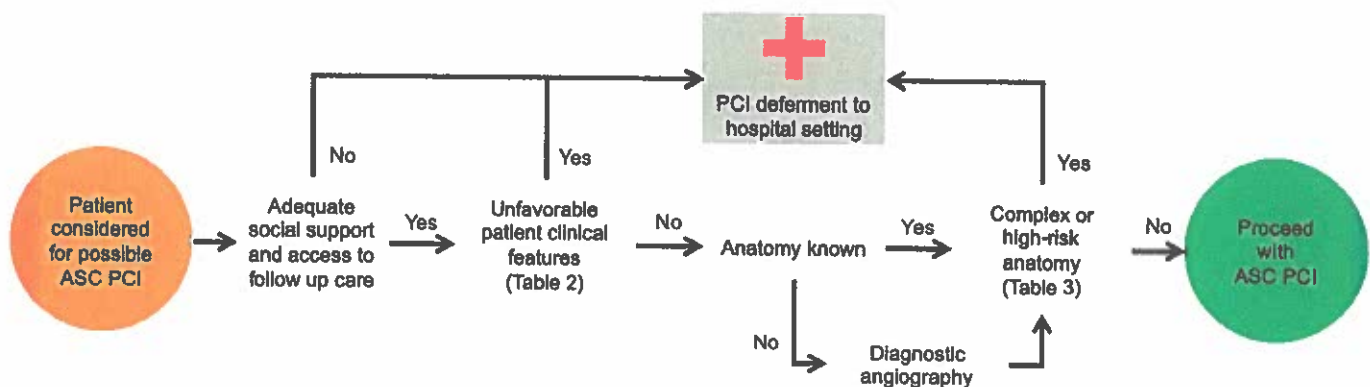 PCI deferment to
hospital setting
No
Yes
Yes
Patient
considered
for possible
ASC PCI
Adequate
social support
and access to
follow up care
Yes
Unfavorable
patient clinical
features
(Table 2)
No
Anatomy known
Yes
Complex or
high-risk
anatomy
(Table 3)
No
Proceed
with
ASC PCI
No
Diagnostic
angiography